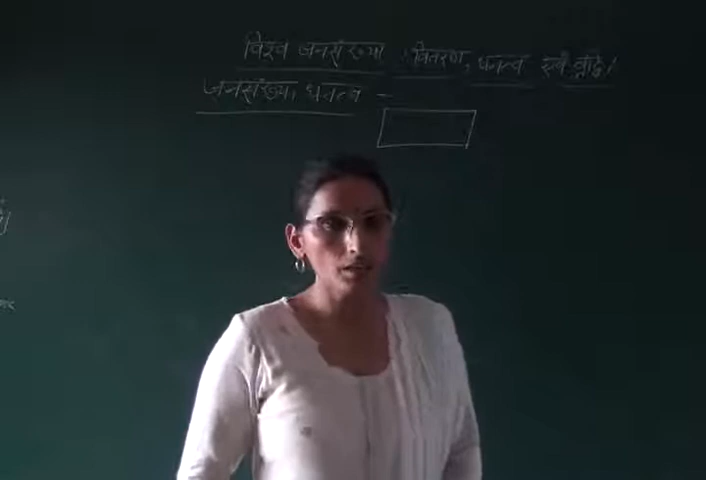 विश्व जनसंख्या : वितरण, घनत्व एवं वृद्धि।
जनसंख्या घनत्व -